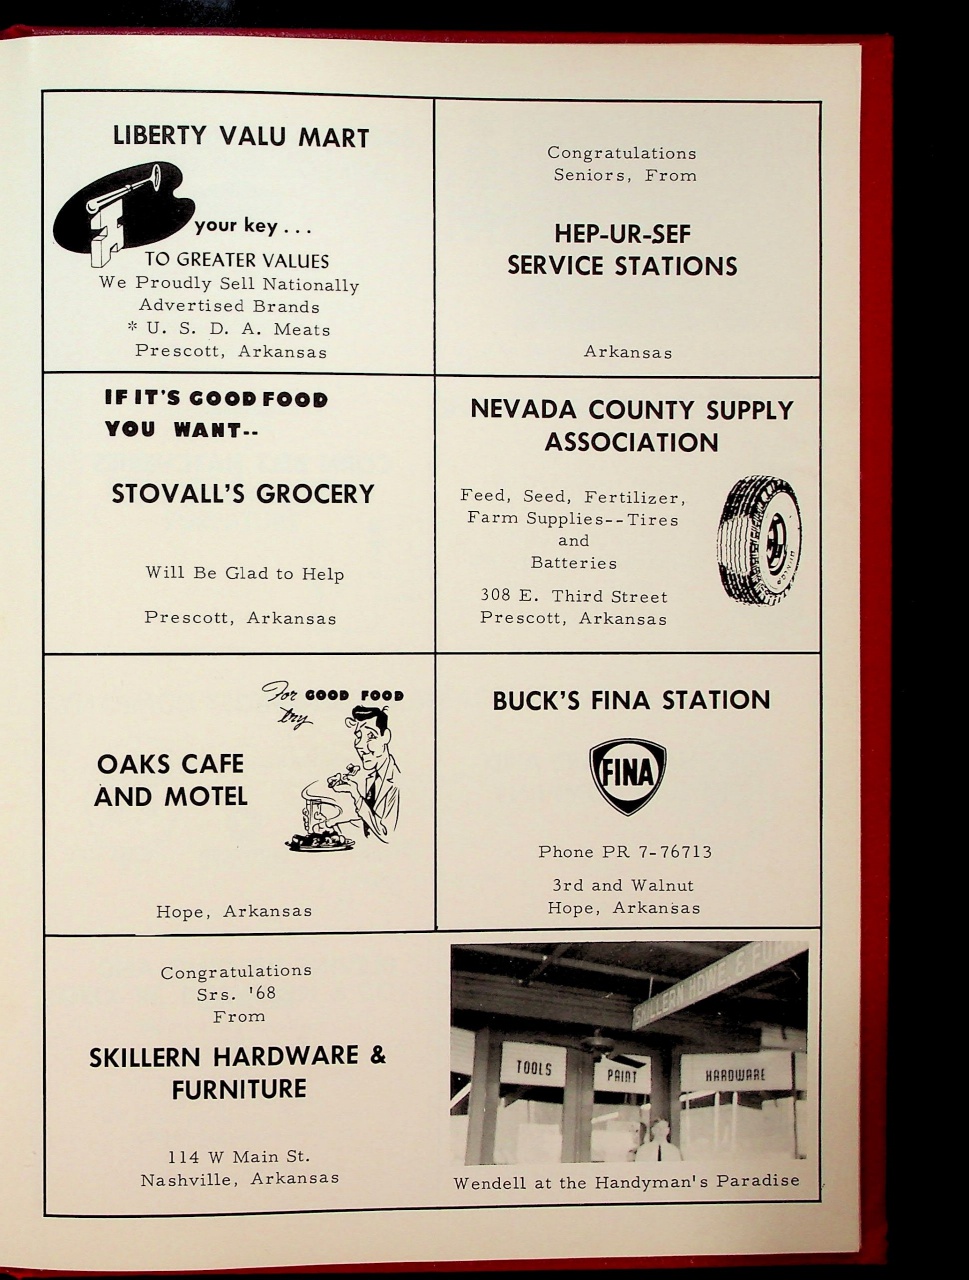 LIBERTY VALU MART
your key . . .
TO GREATER VALUES
We Proudly Sell Nationally
Advertised Brands
* U. S. D. A. Meats
Prescott, Arkansas
Congratulations
Seniors, From
HEP-UR-SEF
SERVICE STATIONS
Arkansas
IF IT'S GOOD FOOD
YOU WANT--
STOVALL'S GROCERY
Will Be Glad to Help
Prescott, Arkansas
NEVADA COUNTY SUPPLY
ASSOCIATION
Feed, Seed, Fertilizer,
Farm Supplies--Tires
and
Batteries
308 E. Third Street
Prescott, Arkansas
DUNLOP
For GOOD FOOD
try
OAKS CAFE
AND MOTEL
Hope, Arkansas
BUCK'S FINA STATION
FINA
Phone PR 7-76713
3rd and Walnut
Hope, Arkansas
Congratulations
Srs. '68
From
SKILLERN HARDWARE &
FURNITURE
114 W Main St.
Nashville, Arkansas
SKILLERN HDWE. & FUR
TOOLS
PAINT
HARDWARE
Wendell at the Handyman's Paradise